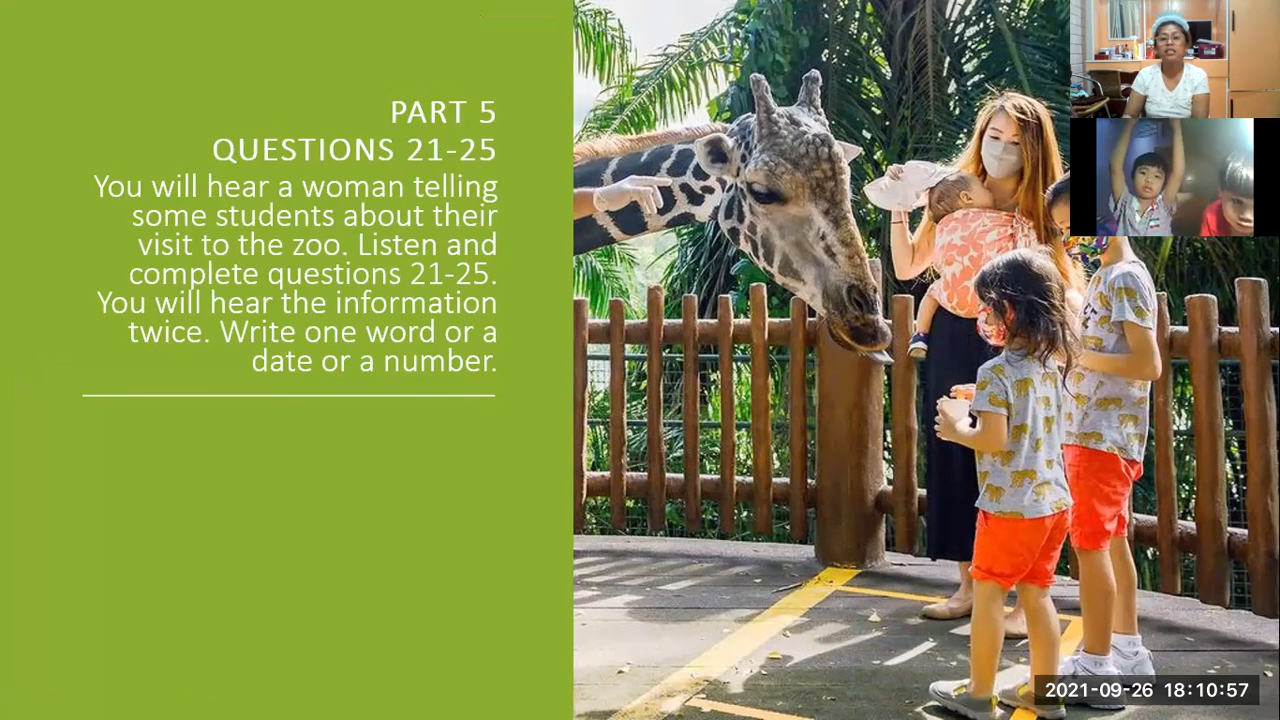 PART 5
QUESTIONS 21-25
You will hear a woman telling
some students about their
visit to the zoo. Listen and
complete questions 21-25.
You will hear the information
twice. Write one word or a
date or a number.
2021-09-26 18:10:57